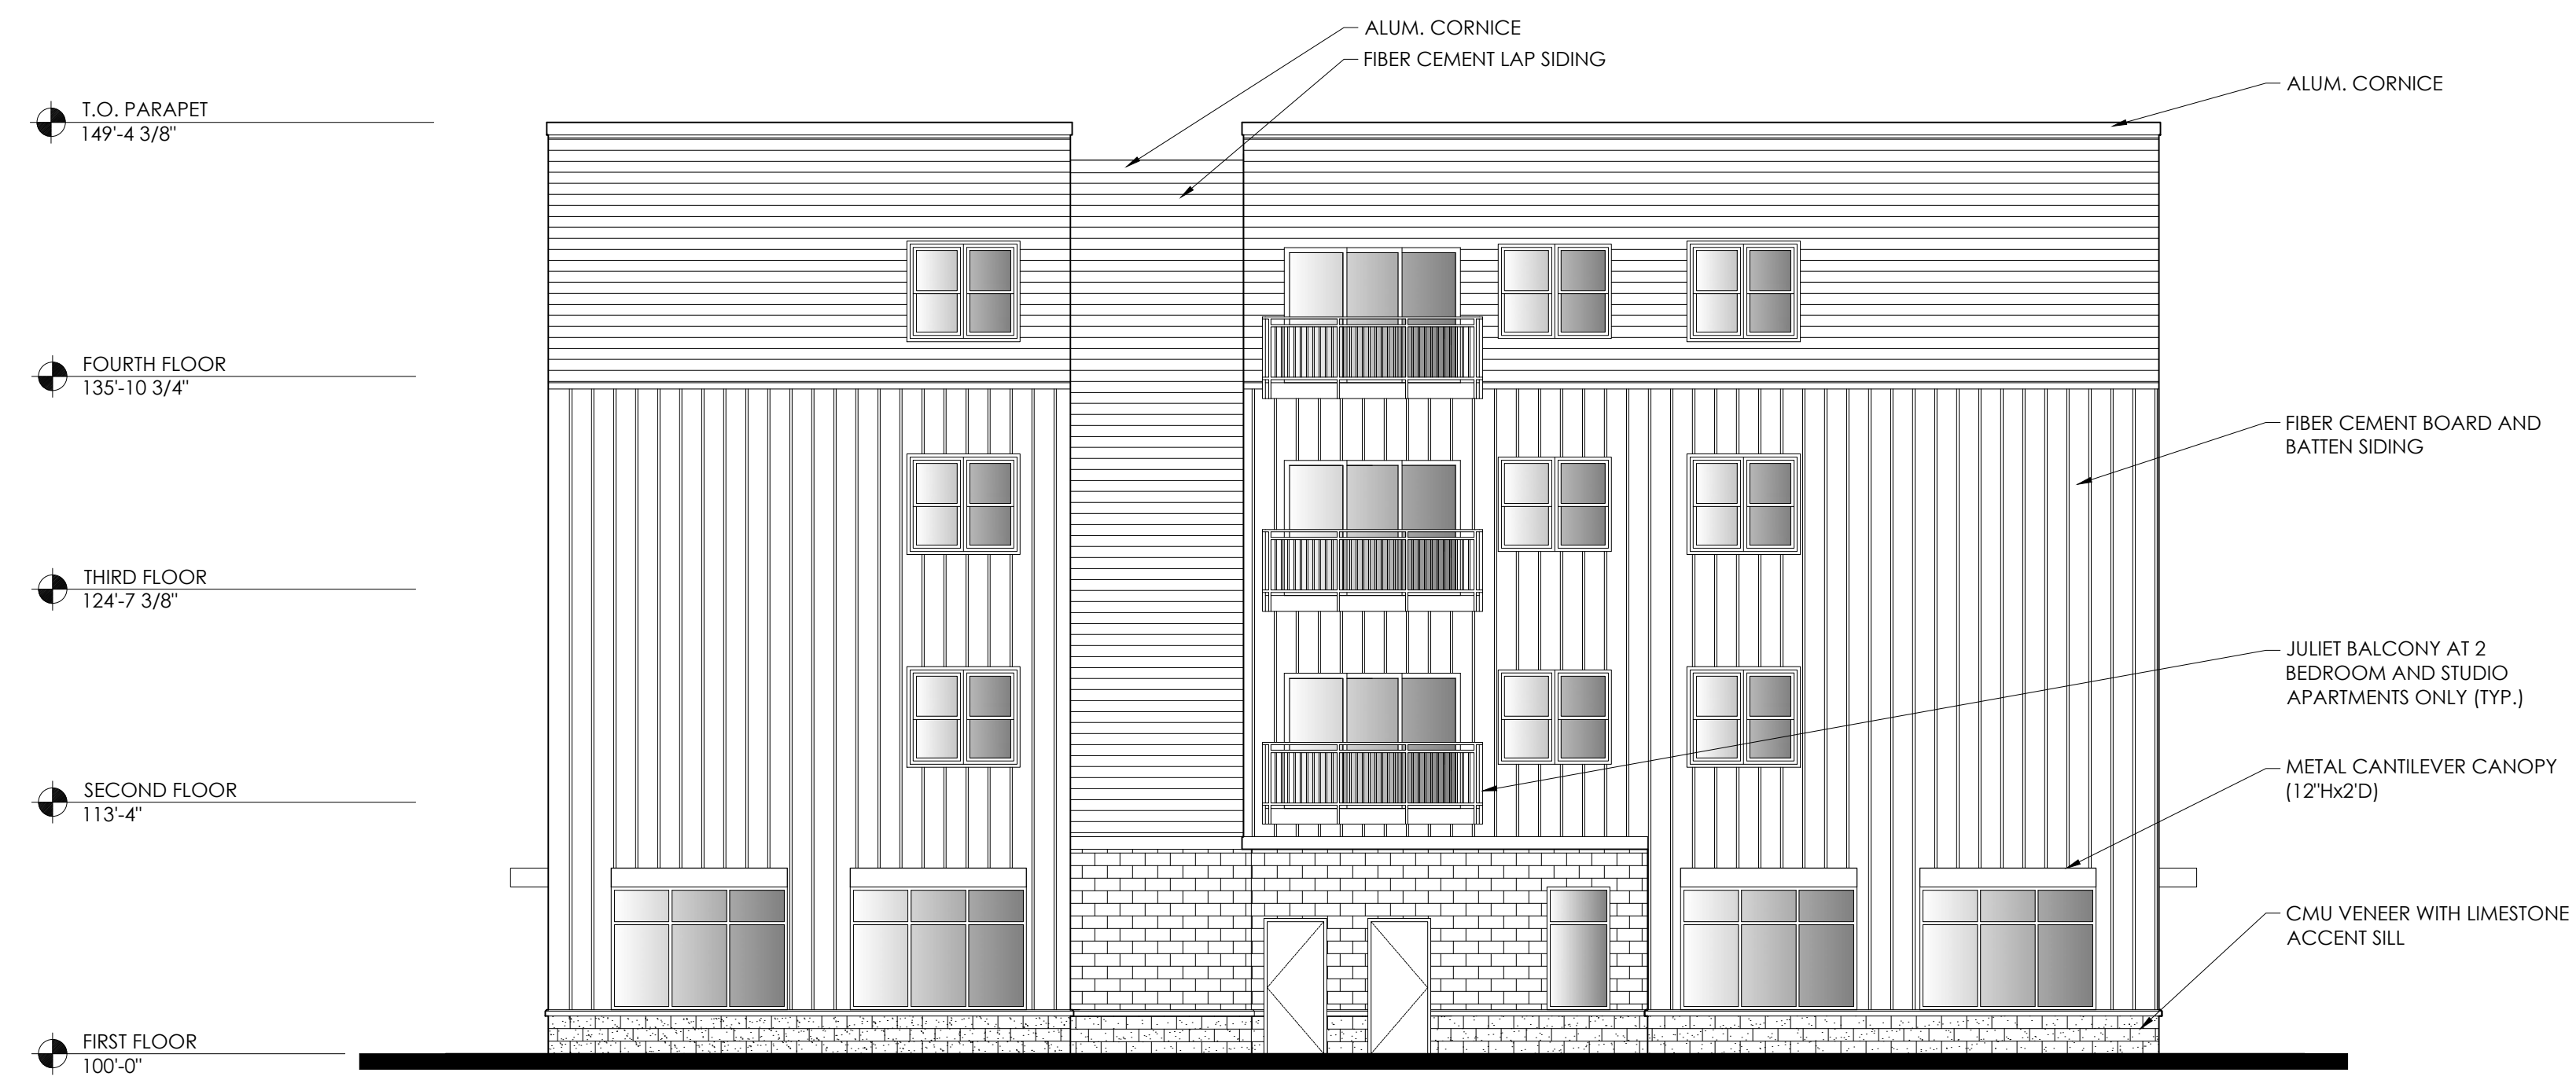 ALUM. CORNICE
FIBER CEMENT LAP SIDING
ALUM. CORNICE
T.O. PARAPET
149'-4 3/8"
FOURTH FLOOR
135'-10 3/4"
FIBER CEMENT BOARD AND
BATTEN SIDING
THIRD FLOOR
124'-7 3/8"
JULIET BALCONY AT 2
BEDROOM AND STUDIO
APARTMENTS ONLY (TYP.)
SECOND FLOOR
113'-4"
METAL CANTILEVER CANOPY
(12"Hx2'D)
CMU VENEER WITH LIMESTONE
ACCENT SILL
FIRST FLOOR
100'-0"